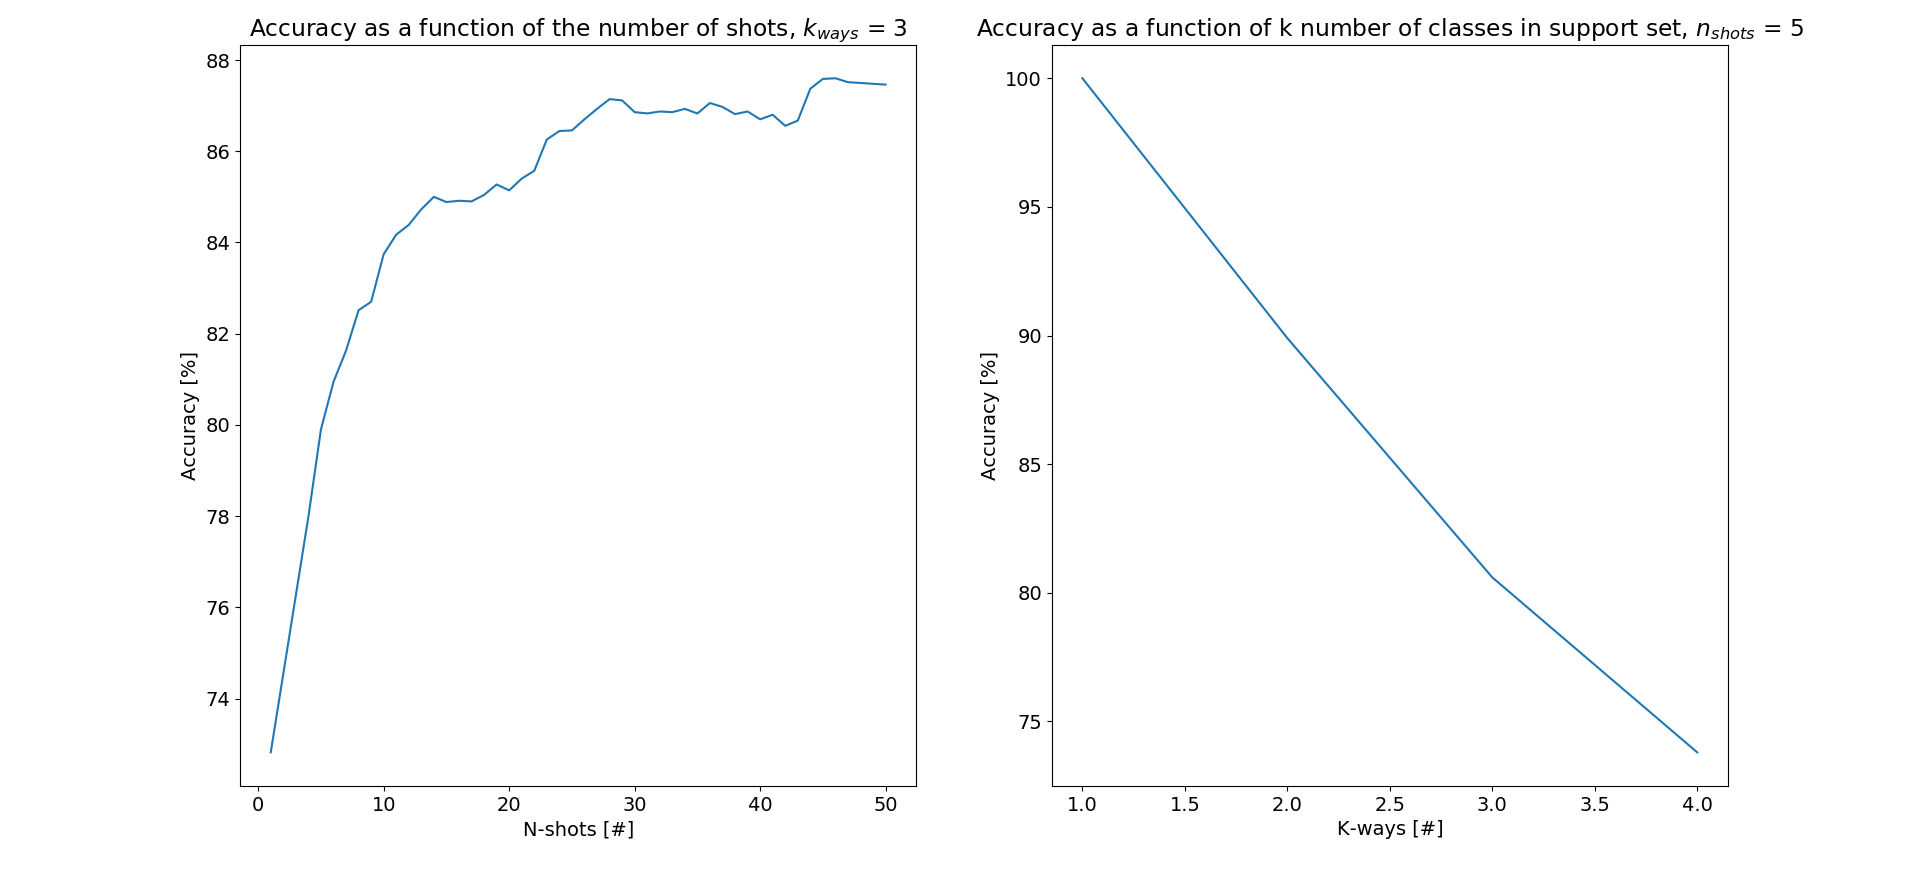 Accuracy as a function of the number of shots, k_ways = 3
88
86
84
82
80
78
76
74
Accuracy [%]
0 10 20 30 40 50
N-shots [#]
Accuracy as a function of k number of classes in support set, n_shots = 5
100
95
90
85
80
75
Accuracy [%]
1.0 1.5 2.0 2.5 3.0 3.5 4.0
K-ways [#]